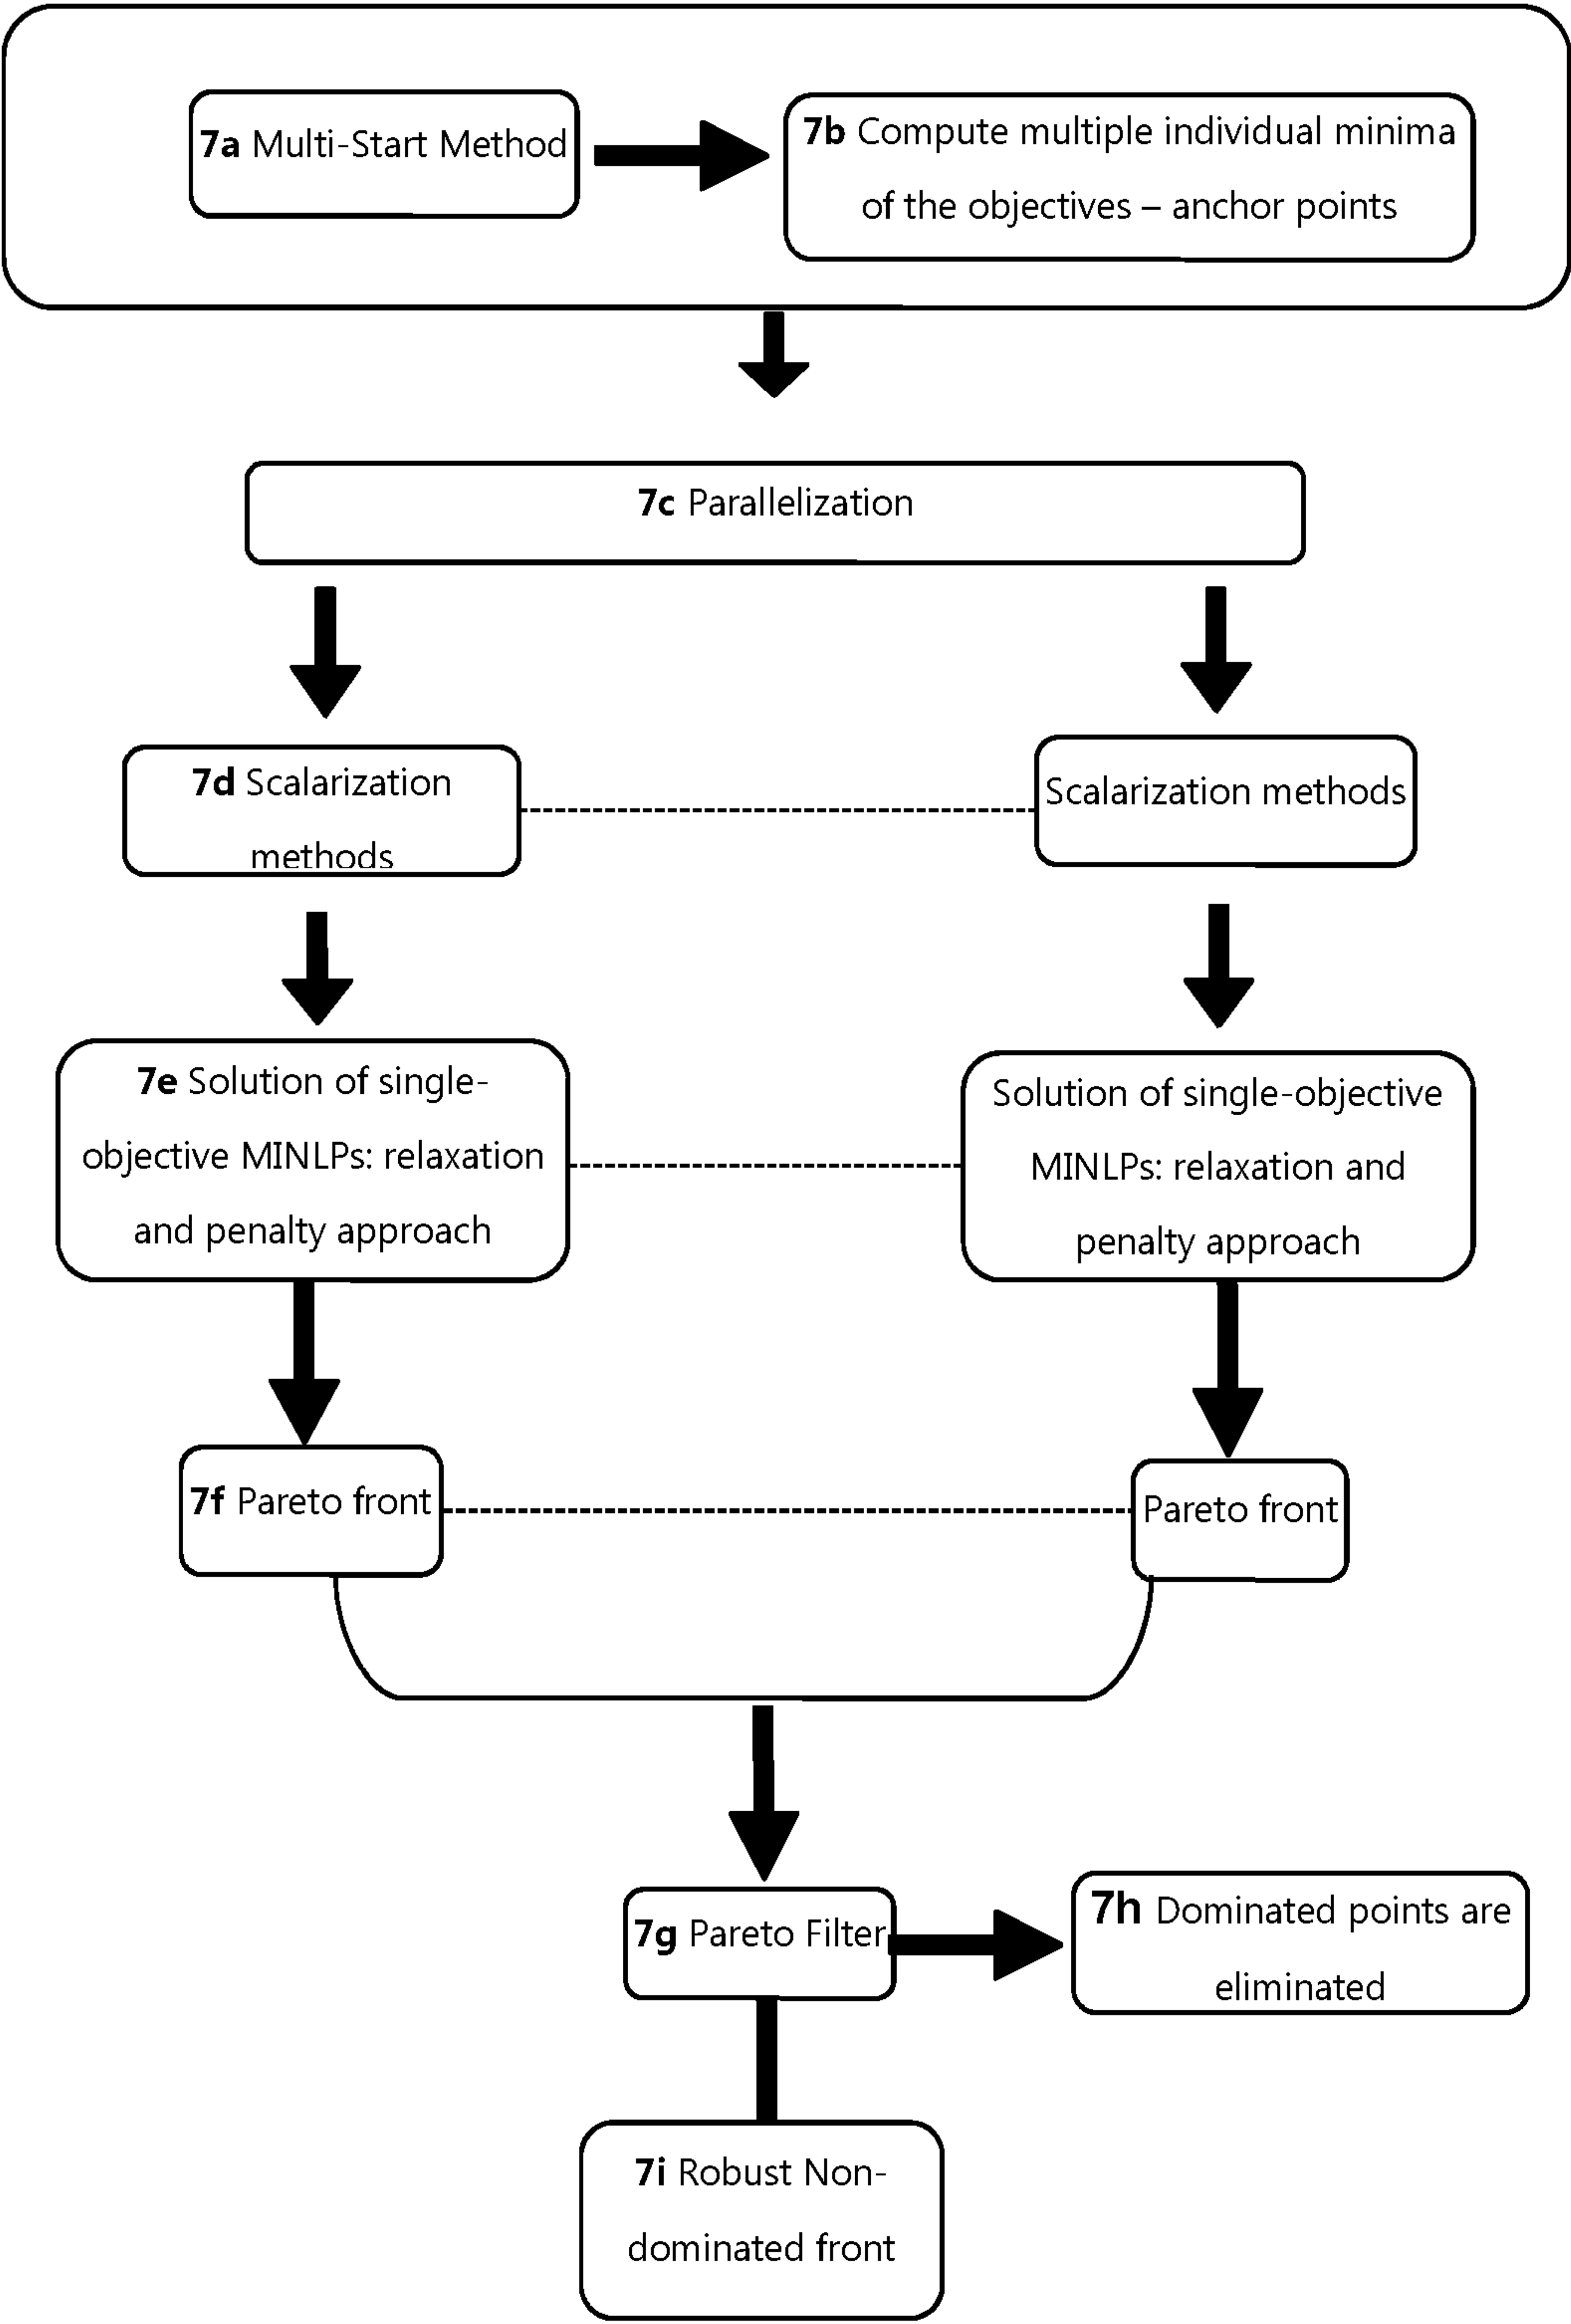 7a Multi-Start Method
7b Compute multiple individual minima
of the objectives – anchor points
7c Parallelization
7d Scalarization
methods
Scalarization methods
7e Solution of single-
objective MINLPs: relaxation
and penalty approach
Solution of single-objective
MINLPs: relaxation and
penalty approach
7f Pareto front
Pareto front
7g Pareto Filter
7h Dominated points are
eliminated
7i Robust Non-
dominated front